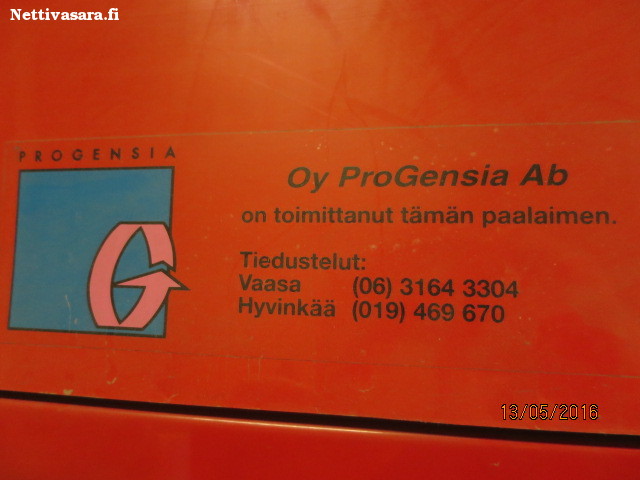 Nettivasara.fi
PROGENSIA
G
Oy ProGensia Ab
on toimittanut tämän paalaimen.
Tiedustelut:
Vaasa (06) 3164 3304
Hyvinkää (019) 469 670
13/05/2016